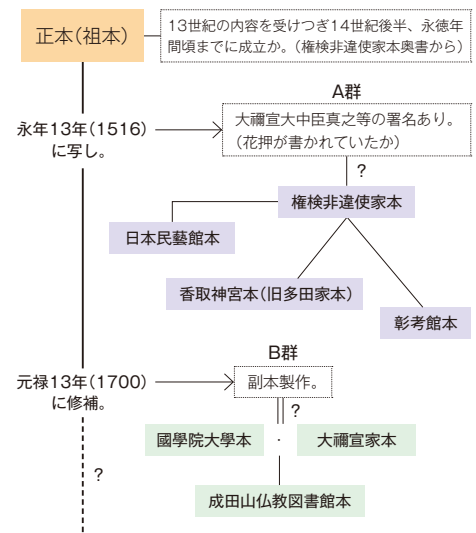 正本(祖本)
13世紀の内容を受けつぎ14世紀後半、永徳年
間頃までに成立か。(権検非違使家本奥書から)
A群
永年13年(1516)
に写し。
大禰宣大中臣真之等の署名あり。
(花押が書かれていたか)
?
権検非違使家本
日本民藝館本
香取神宮本(旧多田家本)
彰考館本
B群
元禄13年(1700)
に修補。
副本製作。
?
國學院大學本
・
大禰宣家本
?
成田山仏教図書館本